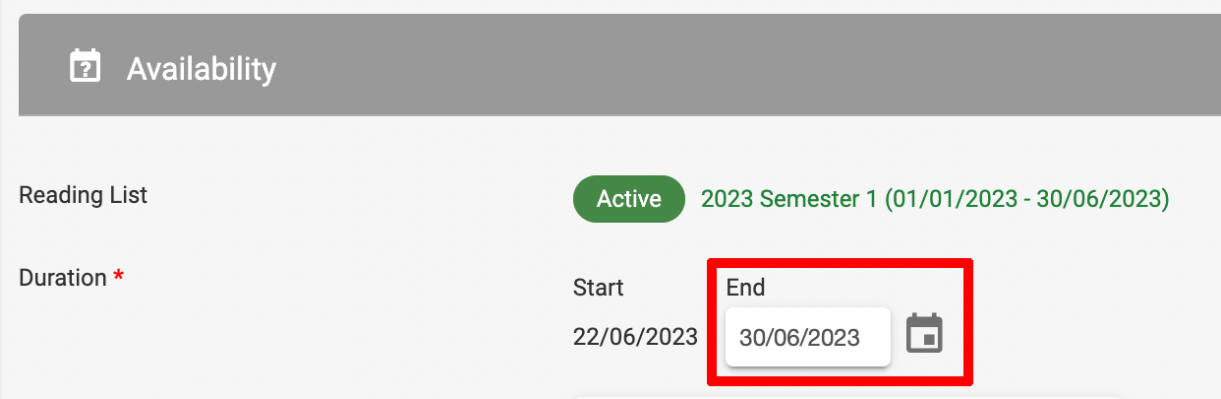 Availability
Reading List
Active 2023 Semester 1 (01/01/2023 - 30/06/2023)
Duration *
Start End
22/06/2023 30/06/2023